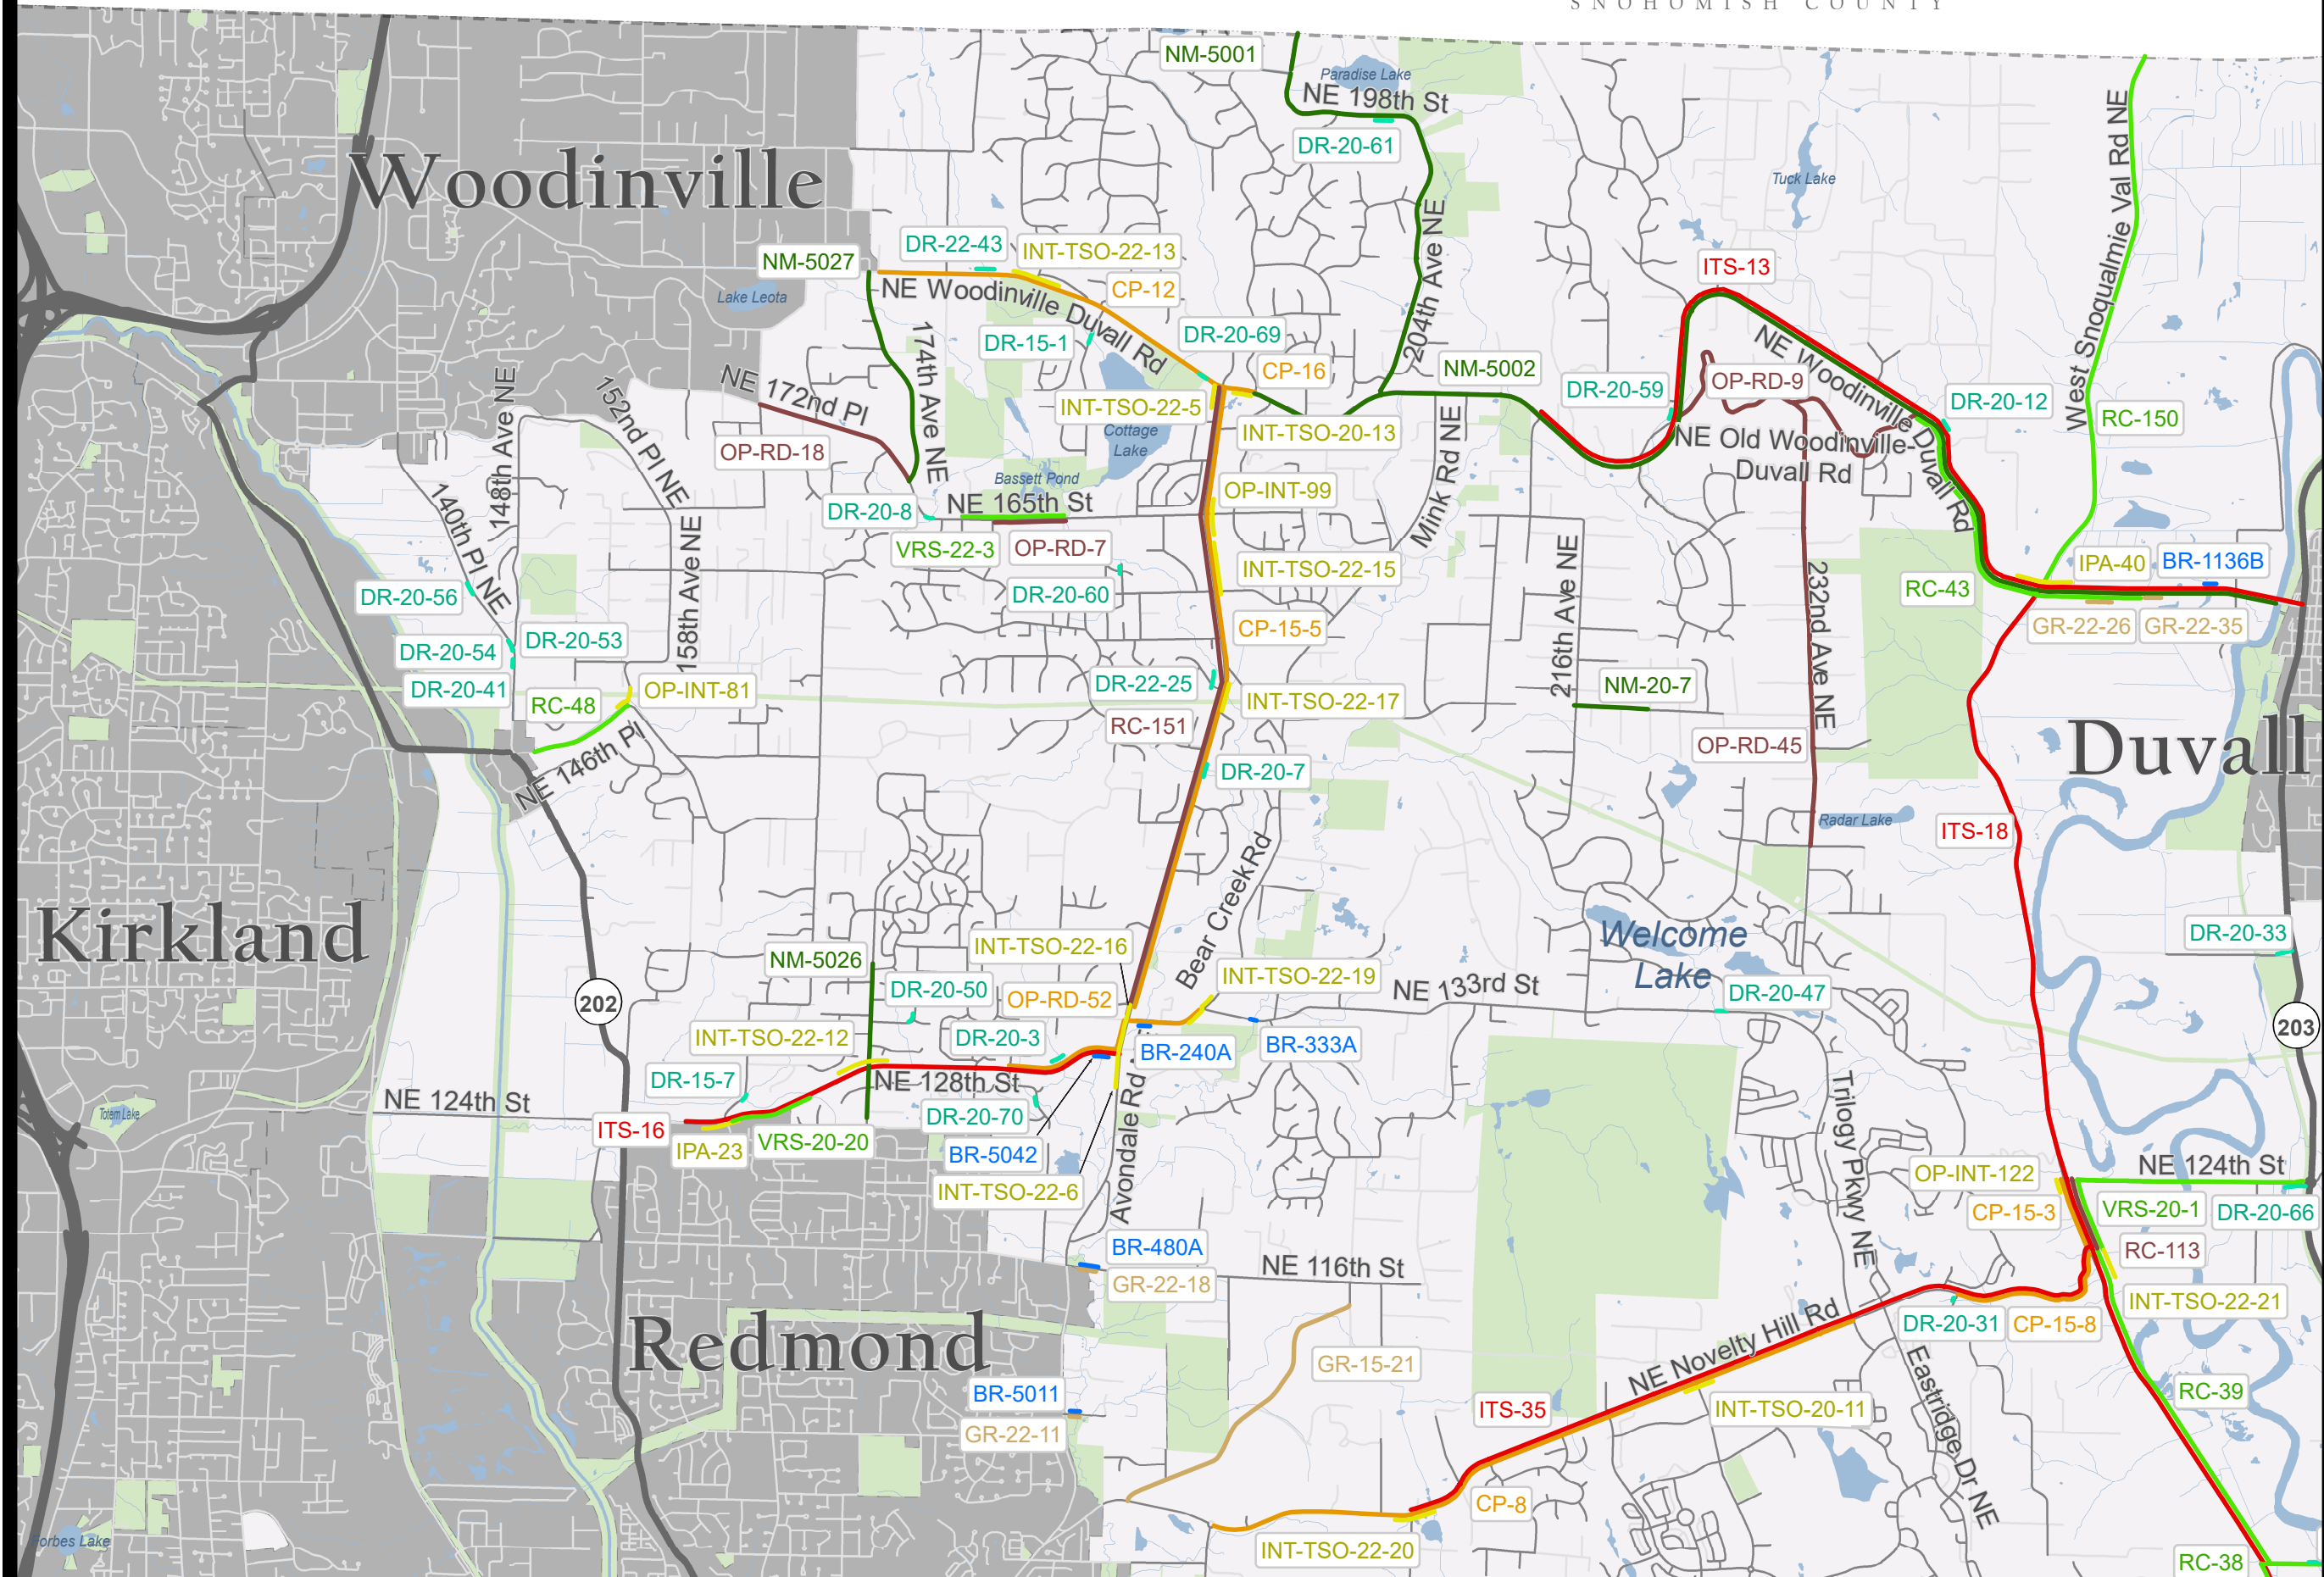 SNOHOMISH COUNTY
NM-5001
Paradise Lake
NE 198th St
DR-20-61
West Snoqualmie Val Rd NE
Woodinville
Tuck Lake
204th Ave NE
DR-22-43
INT-TSO-22-13
NM-5027
ITS-13
CP-12
Lake Leota
NE Woodinville Duvall Rd
DR-15-1
DR-20-69
174th Ave NE
CP-16
NM-5002
NE Woodinville-Duvall Rd
DR-20-59
OP-RD-9
DR-20-12
RC-150
NE 172nd Pl
148th Ave NE
152nd Pl NE
INT-TSO-22-5
Cottage
Lake
INT-TSO-20-13
Mink Rd NE
NE Old Woodinville-
Duvall Rd
OP-RD-18
Bassett Pond
OP-INT-99
140th Pl NE
DR-20-8
NE 165th St
158th Ave NE
VRS-22-3
OP-RD-7
INT-TSO-22-15
216th Ave NE
232nd Ave NE
IPA-40
BR-1136B
RC-43
DR-20-56
DR-20-60
GR-22-26
GR-22-35
CP-15-5
DR-20-53
DR-20-54
DR-20-41
OP-INT-81
DR-22-25
NM-20-7
RC-48
INT-TSO-22-17
RC-151
OP-RD-45
Duvall
NE 146th Pl
DR-20-7
Radar Lake
ITS-18
Bear Creek Rd
Kirkland
Welcome
Lake
DR-20-33
INT-TSO-22-16
NM-5026
INT-TSO-22-19
NE 133rd St
DR-20-50
OP-RD-52
DR-20-47
202
203
INT-TSO-22-12
DR-20-3
BR-240A
BR-333A
DR-15-7
NE 128th St
Avondale Rd
Trilogy Pkwy NE
NE 124th St
Totem Lake
DR-20-70
ITS-16
IPA-23
VRS-20-20
BR-5042
INT-TSO-22-6
OP-INT-122
NE 124th St
CP-15-3
VRS-20-1
DR-20-66
BR-480A
RC-113
NE 116th St
GR-22-18
INT-TSO-22-21
Redmond
NE Novelty Hill Rd
DR-20-31
CP-15-8
GR-15-21
BR-5011
ITS-35
INT-TSO-20-11
Eastridge Dr NE
RC-39
GR-22-11
CP-8
Forbes Lake
INT-TSO-22-20
RC-38